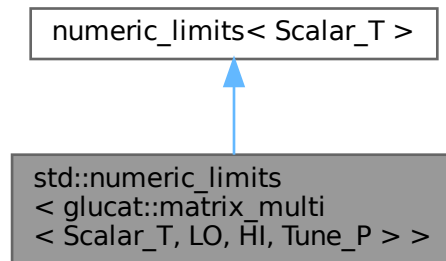 numeric_limits< Scalar_T >
std::numeric_limits
< glucat::matrix_multi
< Scalar_T, LO, HI, Tune_P > >